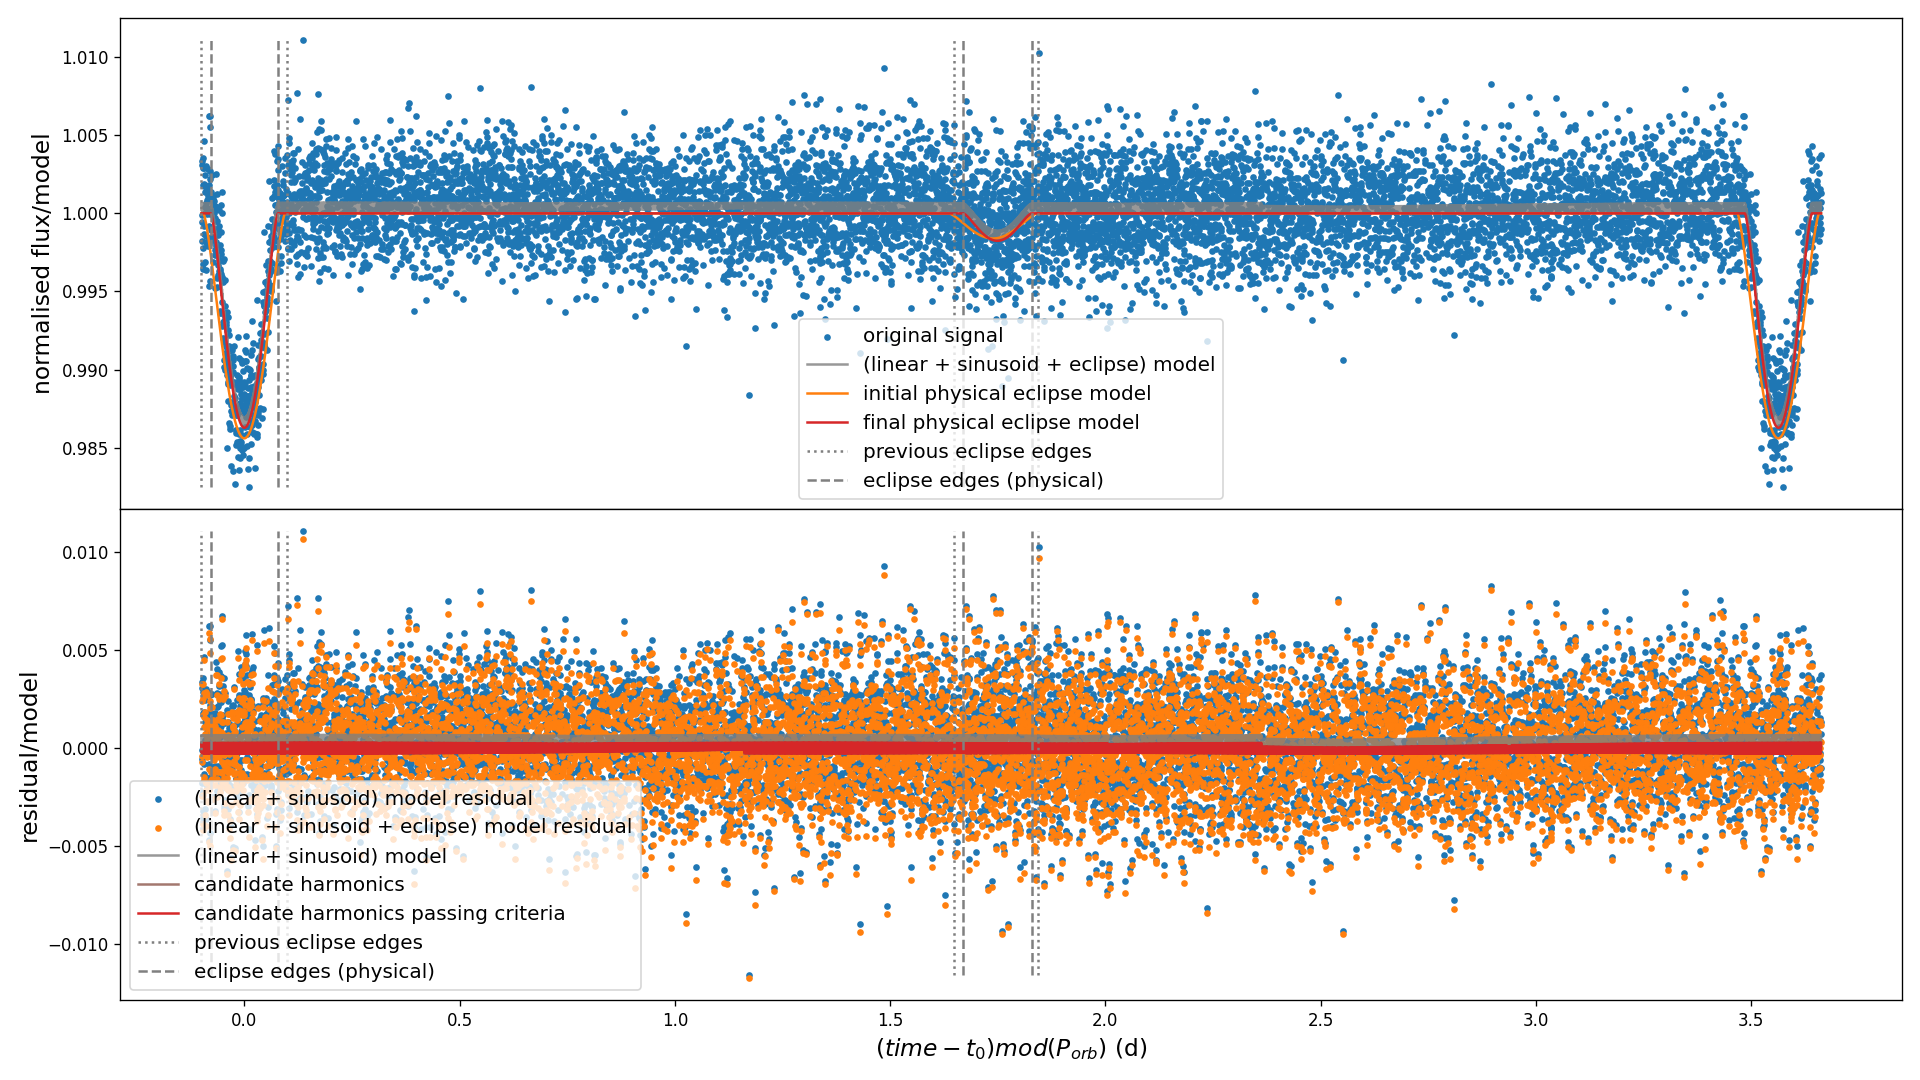 normalised flux/model
1.010
1.005
1.000
0.995
0.990
0.985
original signal
(linear + sinusoid + eclipse) model
initial physical eclipse model
final physical eclipse model
previous eclipse edges
eclipse edges (physical)
residual/model
0.010
0.005
0.000
−0.005
−0.010
(linear + sinusoid) model residual
(linear + sinusoid + eclipse) model residual
(linear + sinusoid) model
candidate harmonics
candidate harmonics passing criteria
previous eclipse edges
eclipse edges (physical)
0.0 0.5 1.0 1.5 2.0 2.5 3.0 3.5
(time − t₀)mod(P_orb) (d)